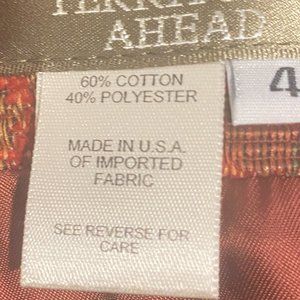 AHEAD
60% COTTON
40% POLYESTER
4
MADE IN U.S.A.
OF IMPORTED
FABRIC
SEE REVERSE FOR
CARE